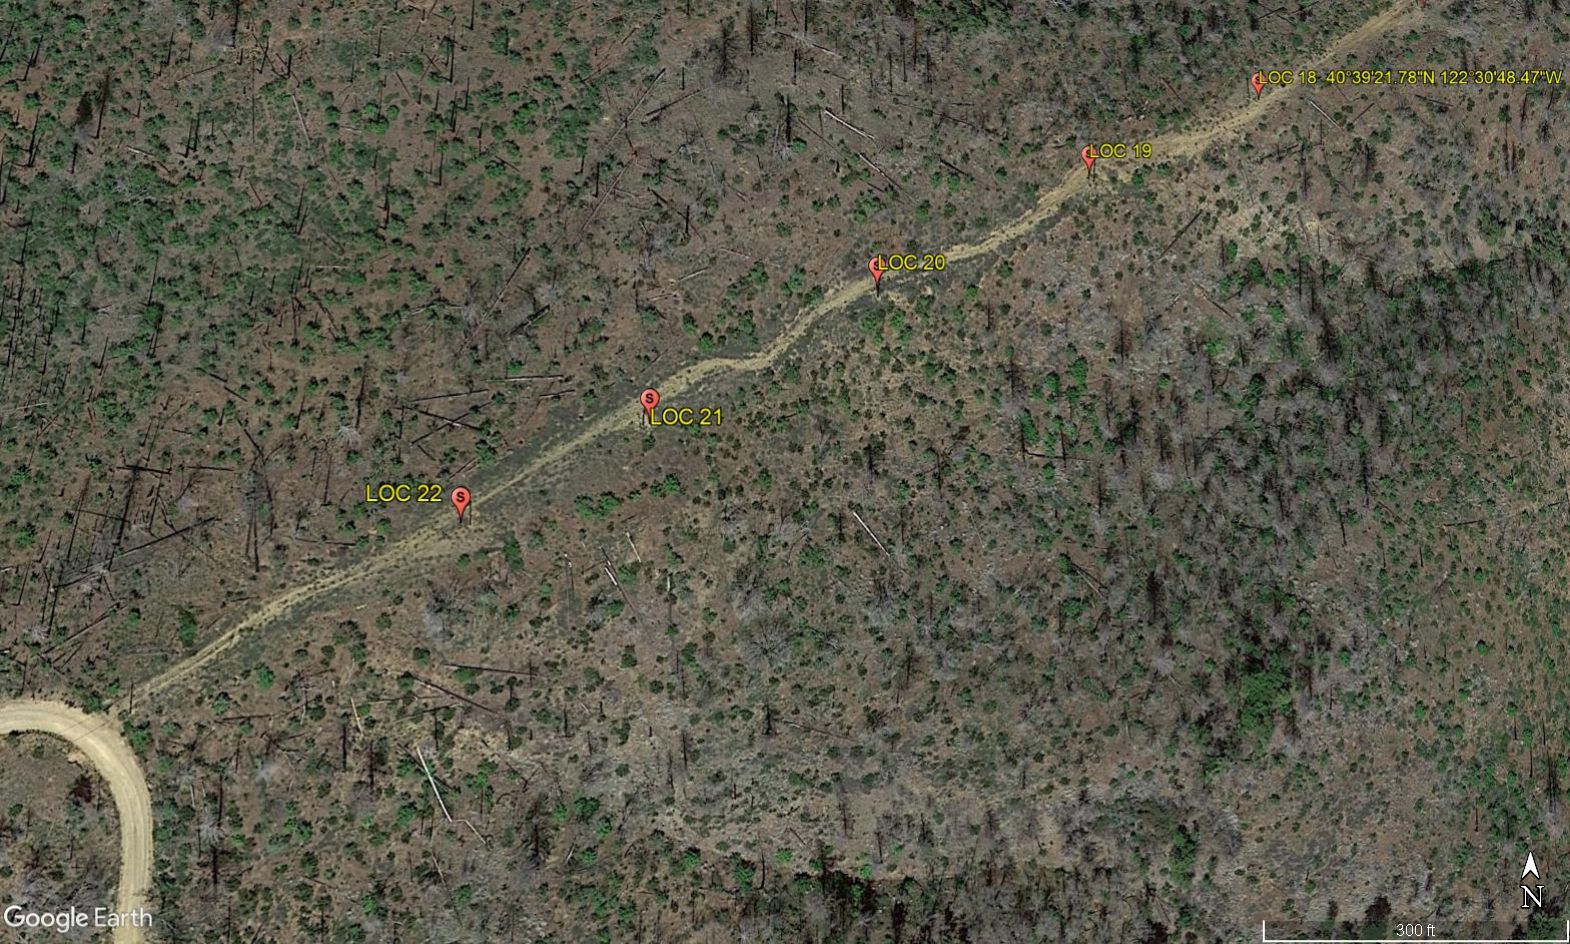 LOC 18 40°39'21.78"N 122°30'48.47"W
LOC 19
LOC 20
S
LOC 21
LOC 22
S
N
Google Earth
300 ft